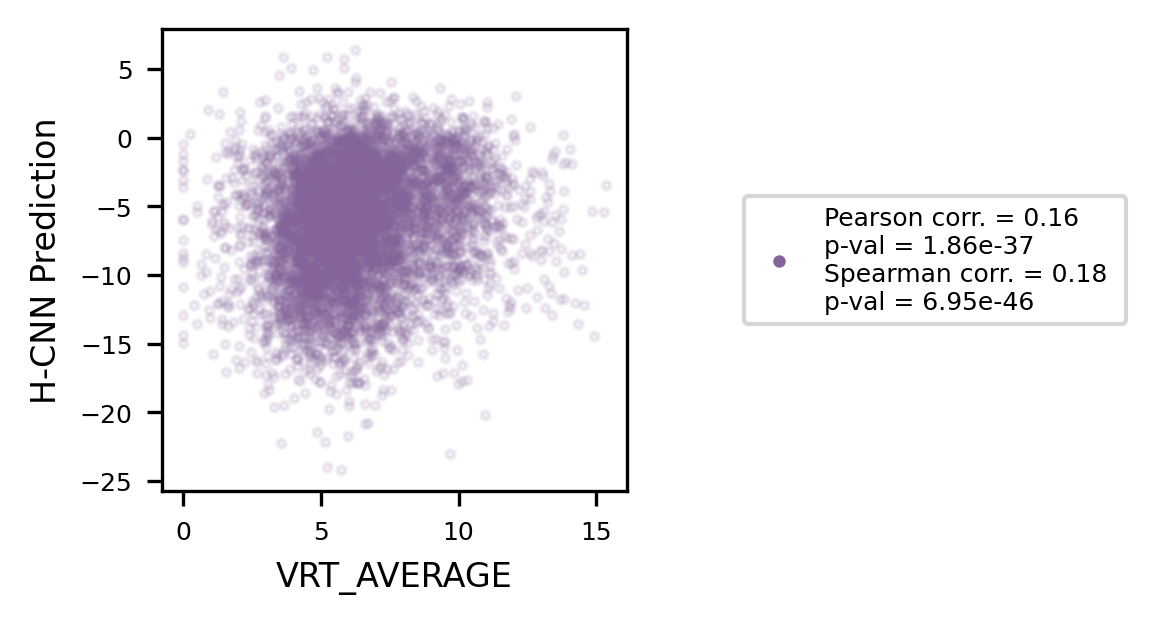 5
0
−5
−10
−15
−20
−25
H-CNN Prediction
0 5 10 15
VRT_AVERAGE
Pearson corr. = 0.16
p-val = 1.86e-37
Spearman corr. = 0.18
p-val = 6.95e-46